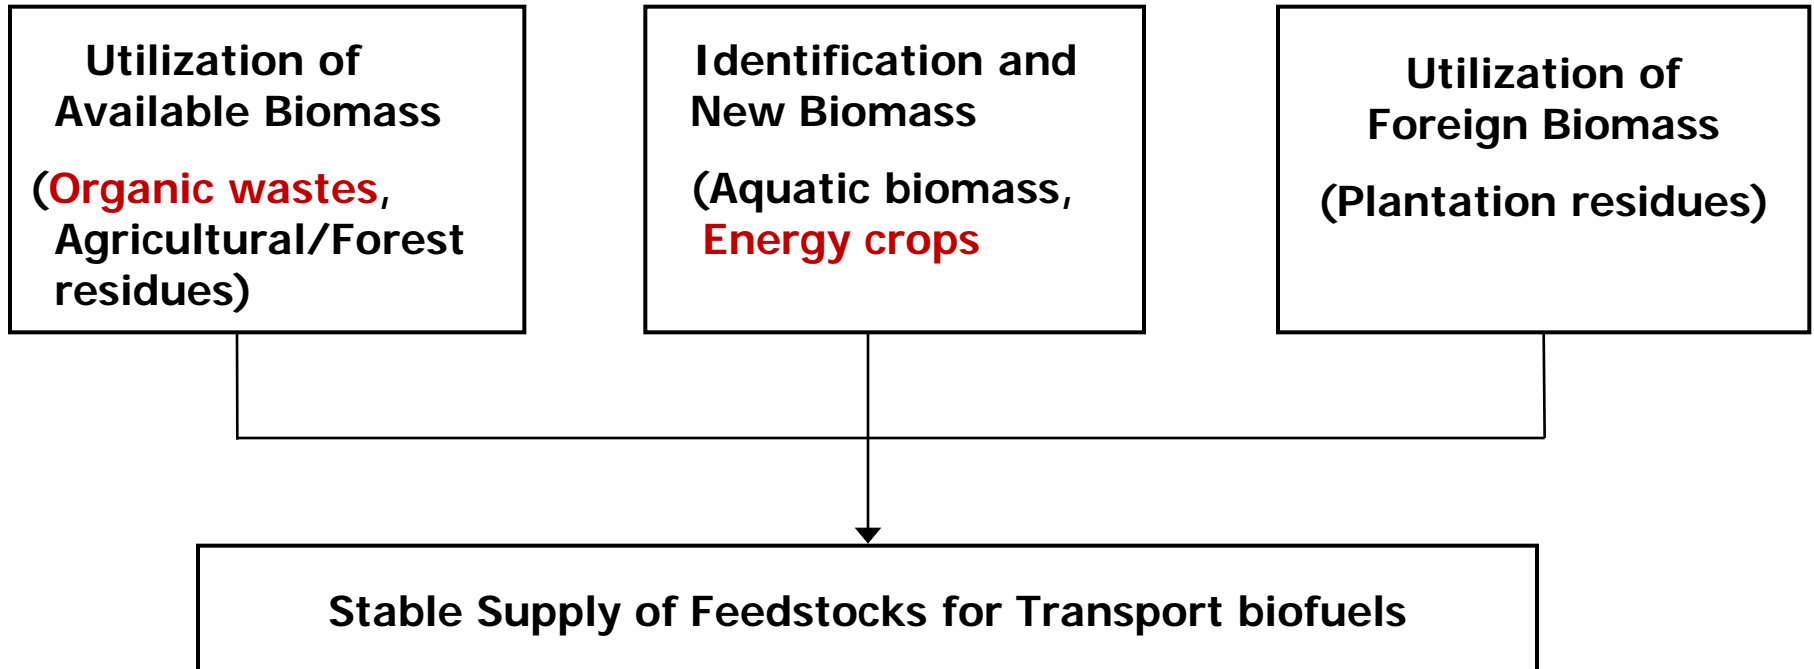 Utilization of
Available Biomass
(Organic wastes,
Agricultural/Forest
residues)
Identification and
New Biomass
(Aquatic biomass,
Energy crops
Utilization of
Foreign Biomass
(Plantation residues)
Stable Supply of Feedstocks for Transport biofuels